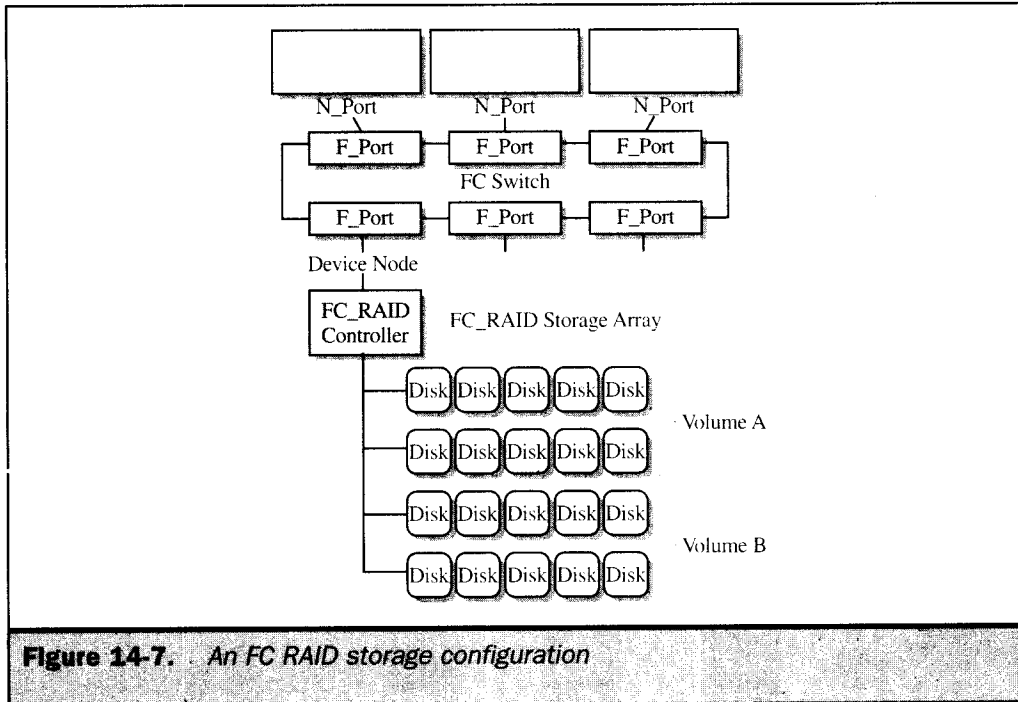 N_Port N_Port N_Port
F_Port F_Port F_Port
FC Switch
F_Port F_Port F_Port
Device Node
FC_RAID
Controller
FC_RAID Storage Array
Disk Disk Disk Disk Disk
Volume A
Disk Disk Disk Disk Disk
Disk Disk Disk Disk Disk
Volume B
Disk Disk Disk Disk Disk
Figure 14-7. An FC RAID storage configuration